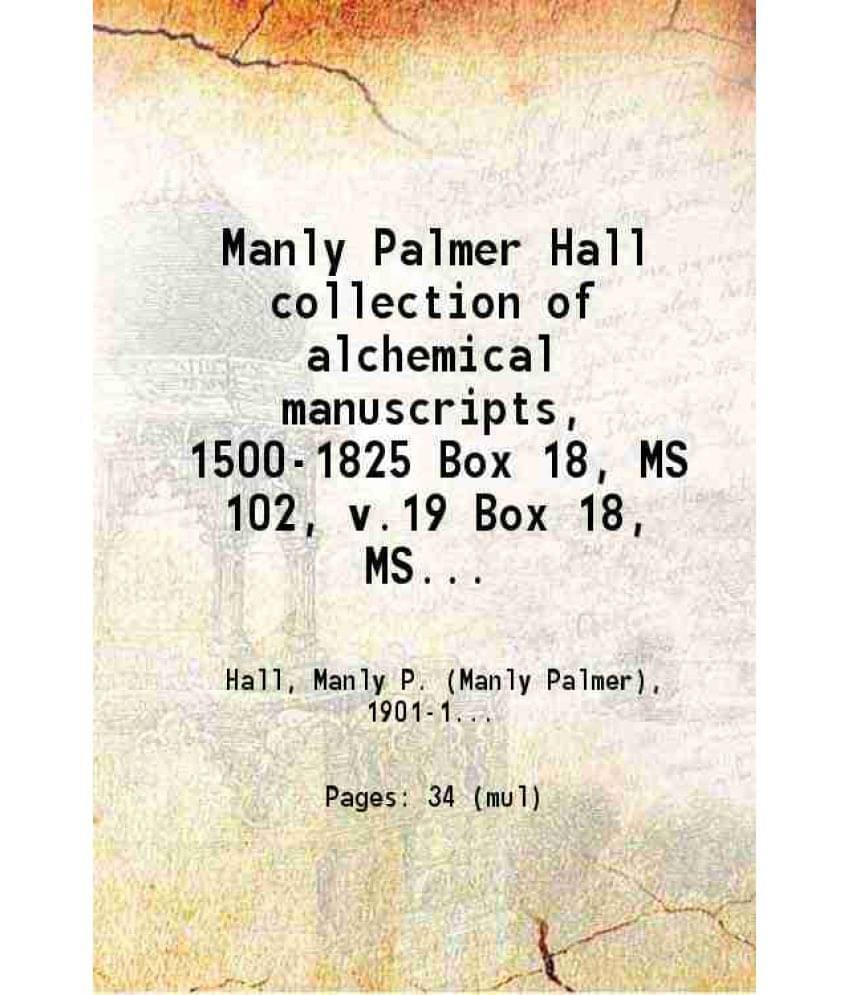 Manly Palmer Hall
collection of
alchemical
manuscripts,
1500-1825 Box 18, MS
102, v.19 Box 18,
MS...
Hall, Manly P. (Manly Palmer),
1901-1...
Pages: 34 (mul)